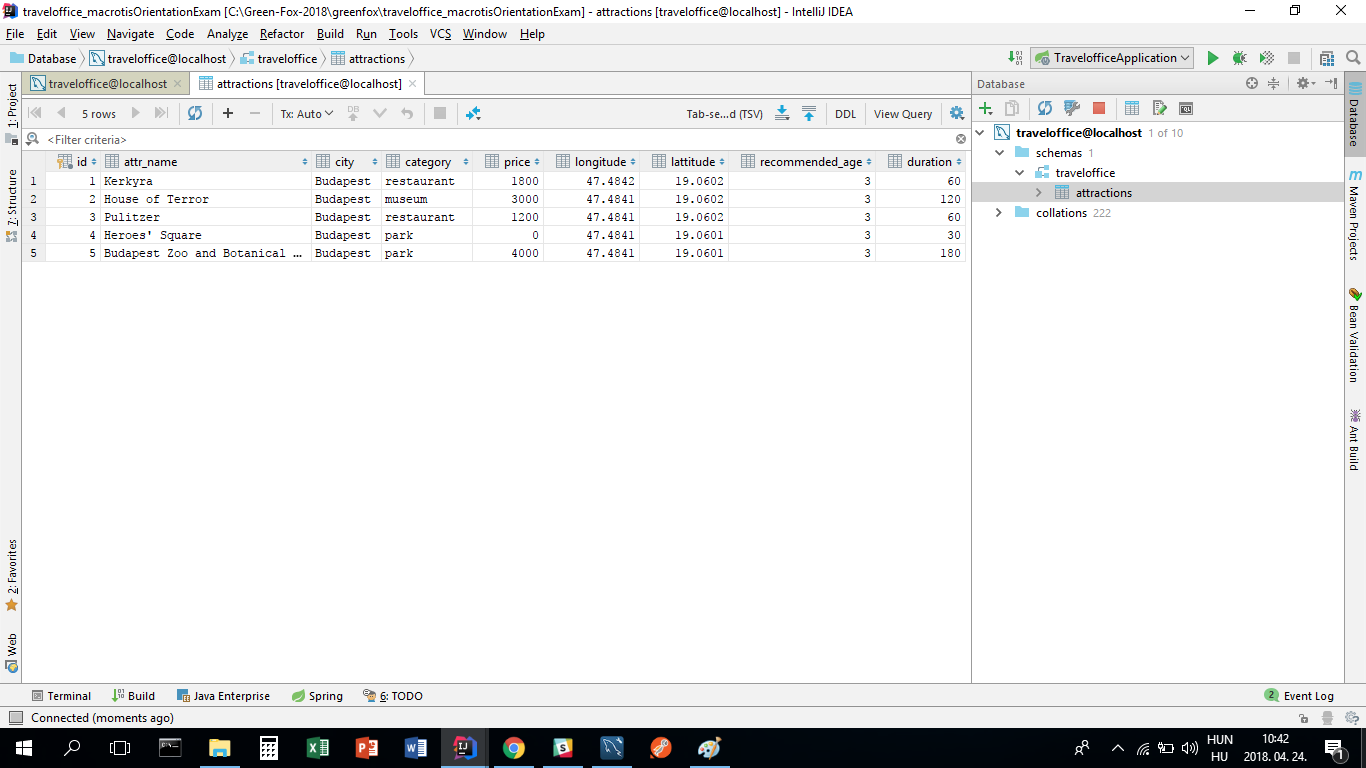 traveloffice_macrotisOrientationExam [C:\Green-Fox-2018\greenfox\traveloffice_macrotisOrientationExam] - attractions [traveloffice@localhost] - IntelliJ IDEA
File Edit View Navigate Code Analyze Refactor Build Run Tools VCS Window Help
Database traveloffice@localhost traveloffice attractions TravelofficeApplication
traveloffice@localhost attractions [traveloffice@localhost]
5 rows Tx: Auto DB Tab-se...d (TSV) DDL View Query
<Filter criteria>
id attr_name city category price longitude lattitude recommended_age duration
1 1 Kerkyra Budapest restaurant 1800 47.4842 19.0602 3 60
2 2 House of Terror Budapest museum 3000 47.4841 19.0602 3 120
3 3 Pulitzer Budapest restaurant 1200 47.4841 19.0602 3 60
4 4 Heroes' Square Budapest park 0 47.4841 19.0601 3 30
5 5 Budapest Zoo and Botanical … Budapest park 4000 47.4841 19.0601 3 180
Database
traveloffice@localhost 1 of 10
schemas 1
traveloffice
attractions
collations 222
1: Project
7: Structure
2: Favorites
Web
Database
Maven Projects
Bean Validation
Ant Build
Terminal Build Java Enterprise Spring 6: TODO 2 Event Log
Connected (moments ago)
HUN 10:42
HU 2018. 04. 24. 1